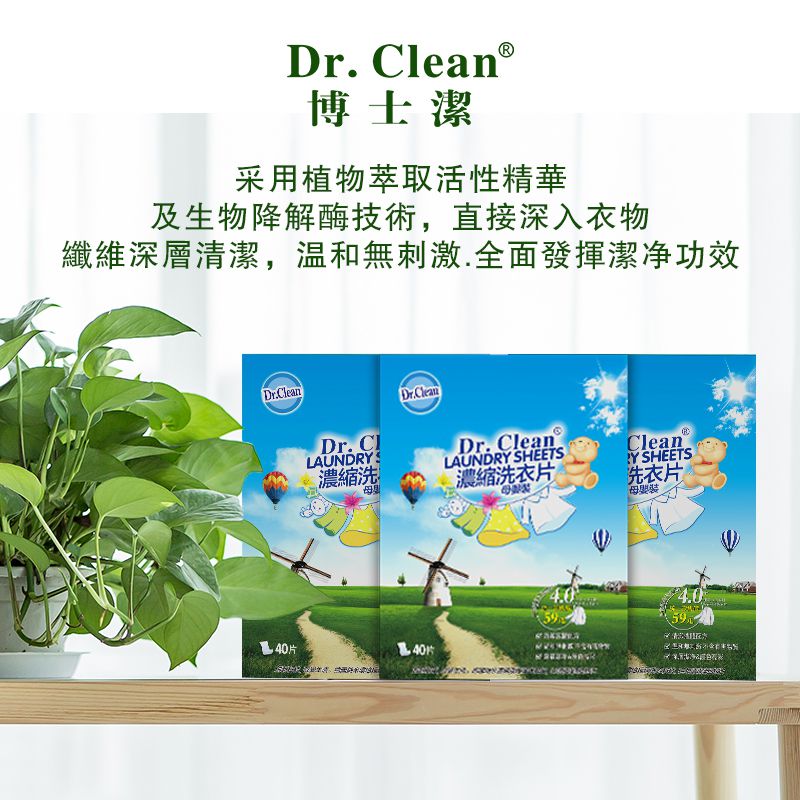 Dr. Clean®
博士潔
采用植物萃取活性精華
及生物降解酶技術，直接深入衣物
纖維深層清潔，温和無刺激.全面發揮潔净功效
Dr.Clean
Dr. Cl
LAUNDRY S
濃縮洗
母
40片
Dr.Clean
Dr. Clean®
LAUNDRY SHEETS
濃縮洗衣片
母嬰裝
4.0
59
40片
Clean®
RY SHEETS
洗衣片
母嬰裝
4.0
59